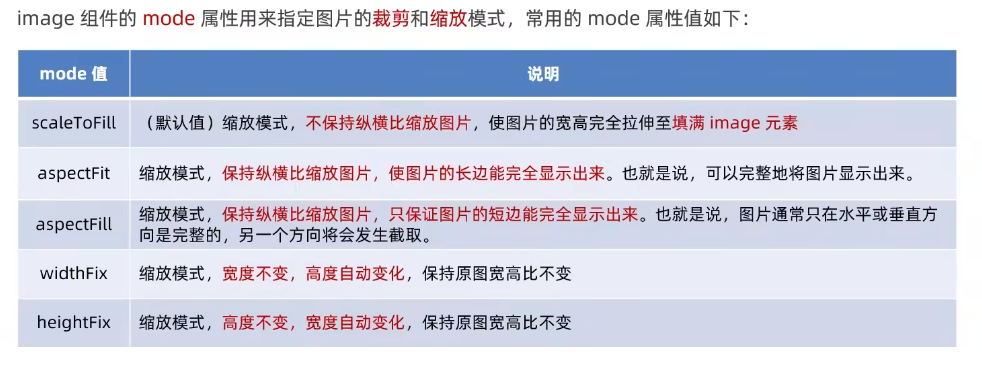 image 组件的 mode 属性用来指定图片的裁剪和缩放模式，常用的 mode 属性值如下：
mode 值 说明
scaleToFill （默认值）缩放模式，不保持纵横比缩放图片，使图片的宽高完全拉伸至填满 image 元素
aspectFit 缩放模式，保持纵横比缩放图片，使图片的长边能完全显示出来。也就是说，可以完整地将图片显示出来。
aspectFill 缩放模式，保持纵横比缩放图片，只保证图片的短边能完全显示出来。也就是说，图片通常只在水平或垂直方
向是完整的，另一个方向将会发生截取。
widthFix 缩放模式，宽度不变，高度自动变化，保持原图宽高比不变
heightFix 缩放模式，高度不变，宽度自动变化，保持原图宽高比不变